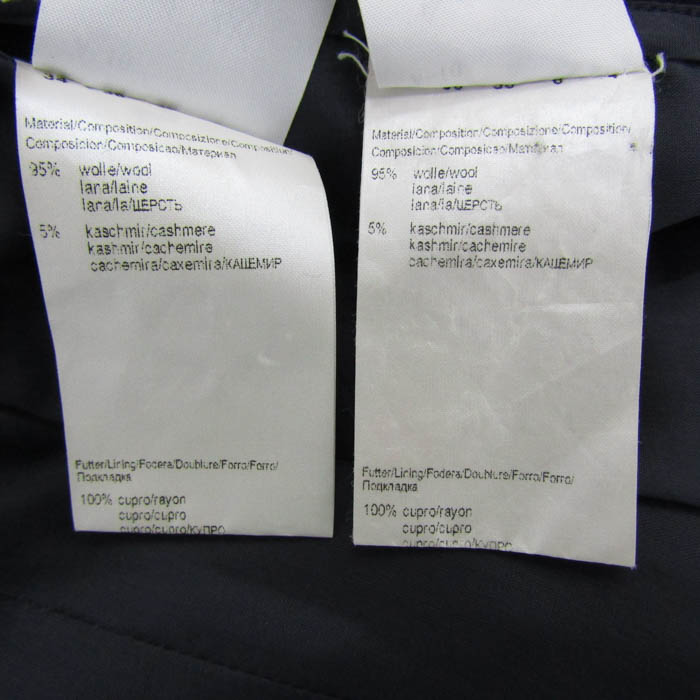 Material/Composition/Composizione/Composition/
Composicion/Composicao/Материал
95% wolle/wool
lana/laine
lana/la/ШЕРСТЬ
5% kaschmir/cashmere
kashmir/cachemire
cachemira/caxemira/КАШЕМИР
Futter/Lining/Fodera/Doublure/Forro/Forro/
Подкладка
100% cupro/rayon
cupro/cupro
cupro/cupro/КУПРО
Material/Composition/Composizione/Composition/
Composicion/Composicao/Материал
95% wolle/wool
lana/laine
lana/la/ШЕРСТЬ
5% kaschmir/cashmere
kashmir/cachemire
cachemira/caxemira/КАШЕМИР
Futter/Lining/Fodera/Doublure/Forro/Forro/
Подкладка
100% cupro/rayon
cupro/cupro